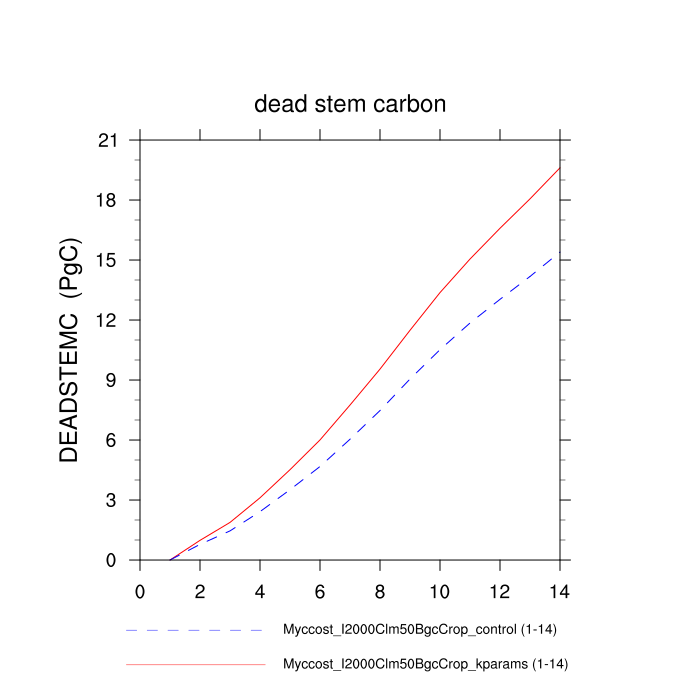 dead stem carbon
DEADSTEMC (PgC)
21
18
15
12
9
6
3
0
0 2 4 6 8 10 12 14
Myccost_I2000Clm50BgcCrop_control (1-14)
Myccost_I2000Clm50BgcCrop_kparams (1-14)